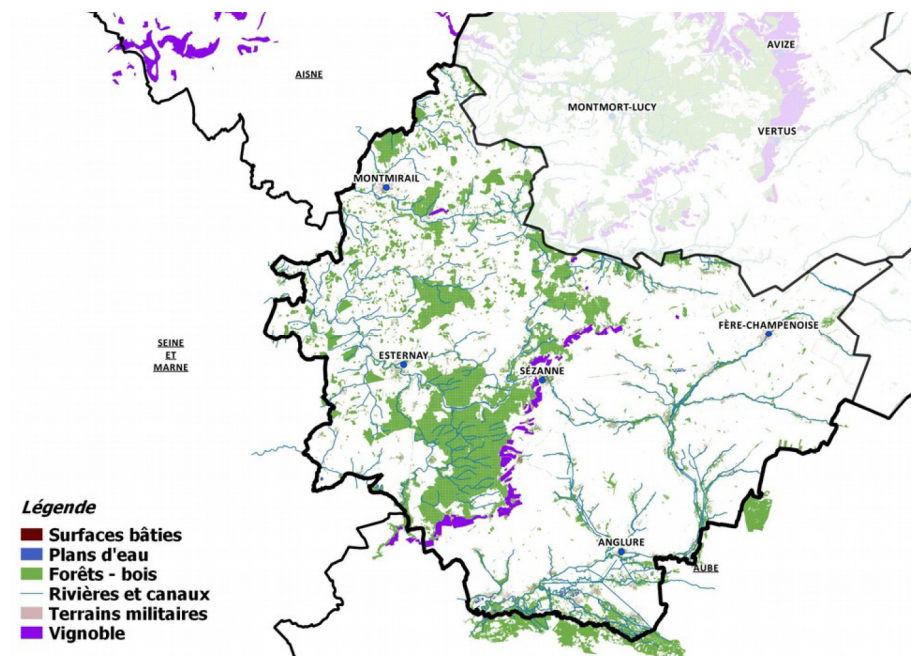 AVIZE
AISNE
MONTMORT-LUCY
VERTUS
MONTMIRAIL
FÈRE-CHAMPENOISE
SEINE
ET
MARNE
ESTERNAY
SÉZANNE
Légende
Surfaces bâties
Plans d'eau
Forêts - bois
Rivières et canaux
Terrains militaires
Vignoble
ANGLURE
AUBE